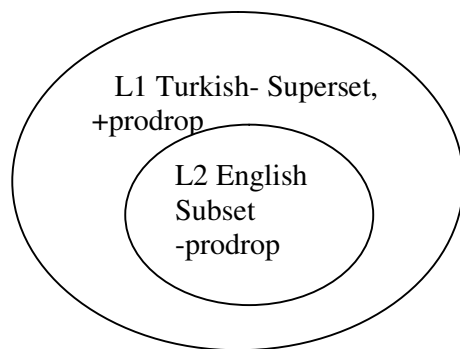 L1 Turkish- Superset,
+prodrop
L2 English
Subset
-prodrop